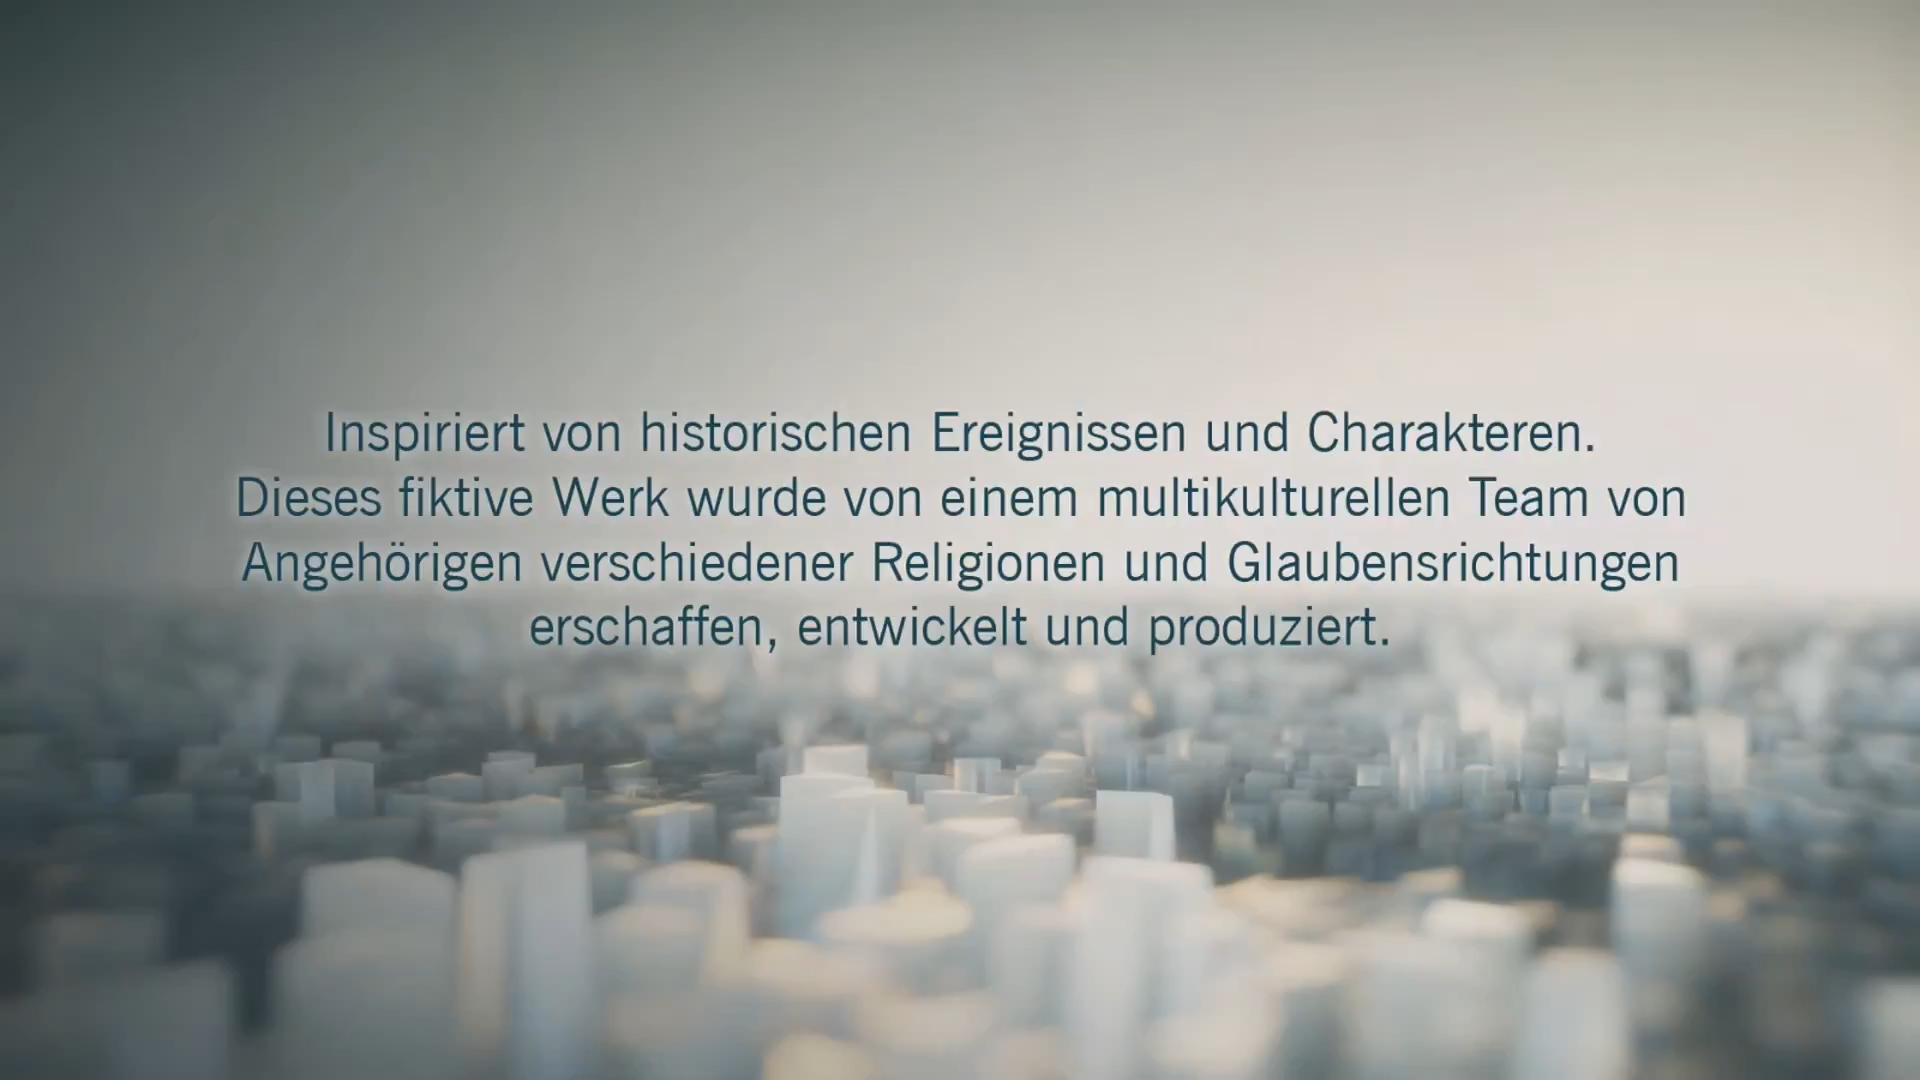 Inspiriert von historischen Ereignissen und Charakteren.
Dieses fiktive Werk wurde von einem multikulturellen Team von
Angehörigen verschiedener Religionen und Glaubensrichtungen
erschaffen, entwickelt und produziert.